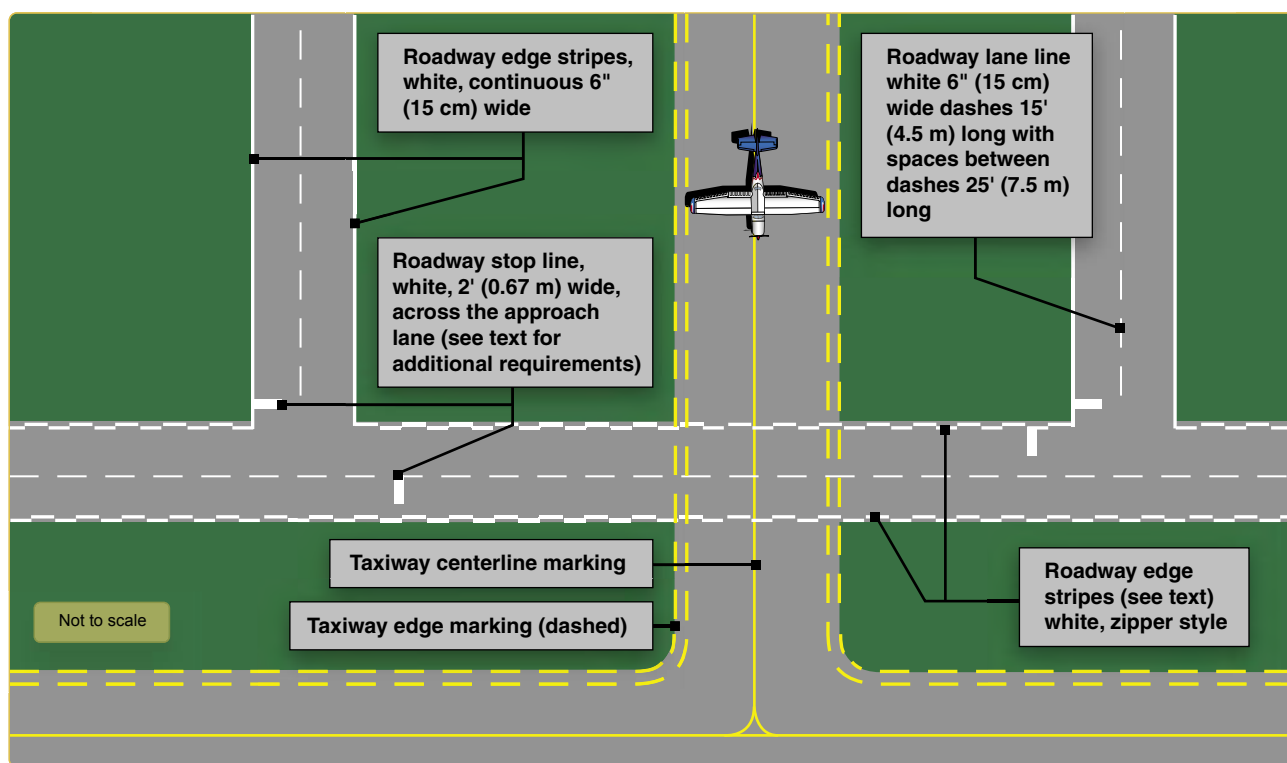 Roadway edge stripes,
white, continuous 6"
(15 cm) wide
Roadway lane line
white 6" (15 cm)
wide dashes 15'
(4.5 m) long with
spaces between
dashes 25' (7.5 m)
long
Roadway stop line,
white, 2' (0.67 m) wide,
across the approach
lane (see text for
additional requirements)
Taxiway centerline marking
Taxiway edge marking (dashed)
Roadway edge
stripes (see text)
white, zipper style
Not to scale